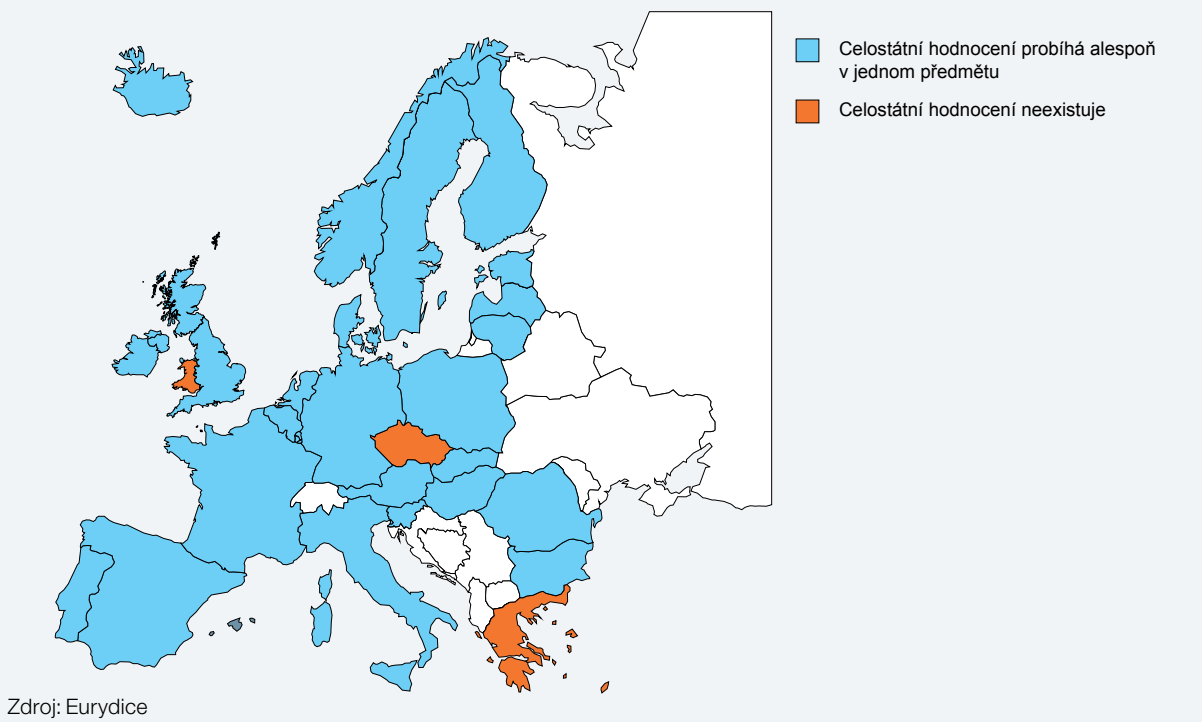 Celostátní hodnocení probíhá alespoň
v jednom předmětu
Celostátní hodnocení neexistuje
Zdroj: Eurydice